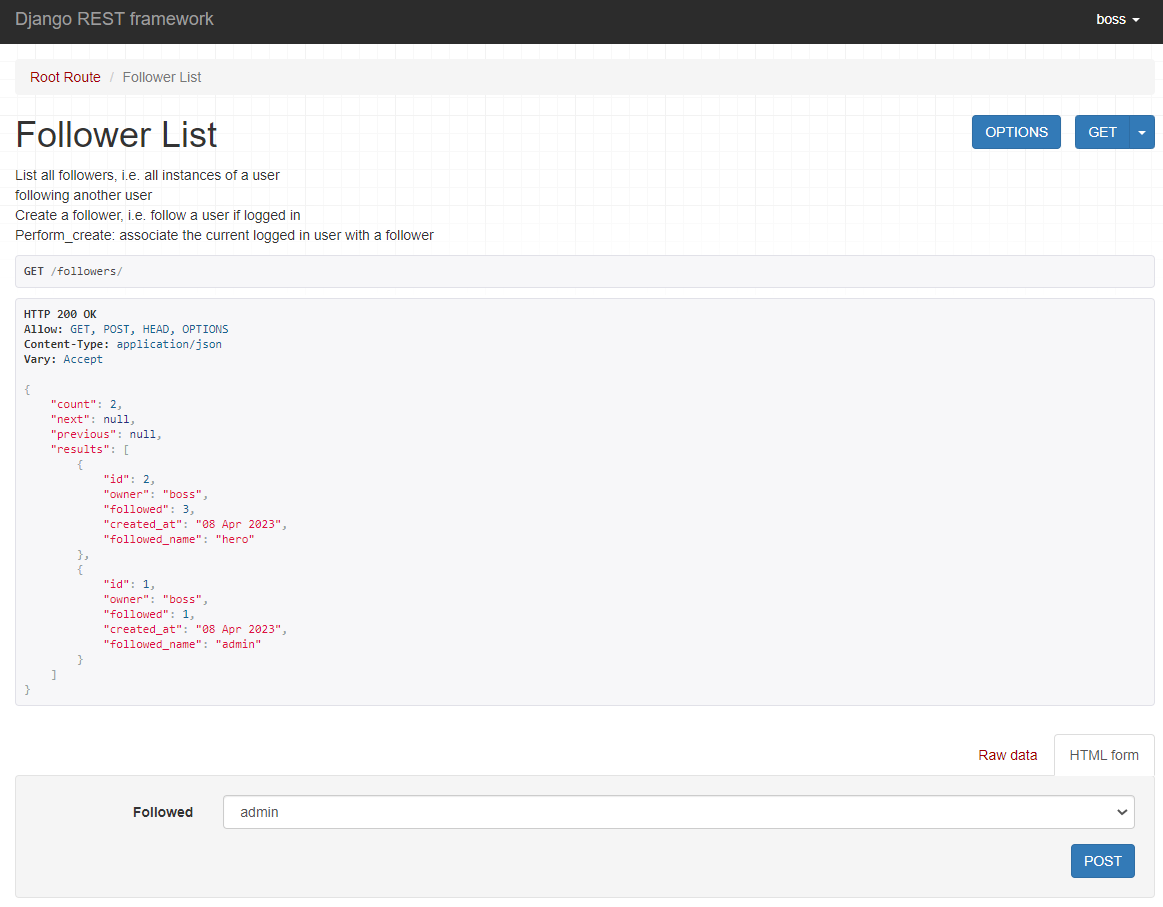 Django REST framework
boss
Root Route / Follower List
Follower List
OPTIONS
GET
List all followers, i.e. all instances of a user
following another user
Create a follower, i.e. follow a user if logged in
Perform_create: associate the current logged in user with a follower
GET /followers/
HTTP 200 OK
Allow: GET, POST, HEAD, OPTIONS
Content-Type: application/json
Vary: Accept
{
    "count": 2,
    "next": null,
    "previous": null,
    "results": [
        {
            "id": 2,
            "owner": "boss",
            "followed": 3,
            "created_at": "08 Apr 2023",
            "followed_name": "hero"
        },
        {
            "id": 1,
            "owner": "boss",
            "followed": 1,
            "created_at": "08 Apr 2023",
            "followed_name": "admin"
        }
    ]
}
Raw data
HTML form
Followed
admin
POST